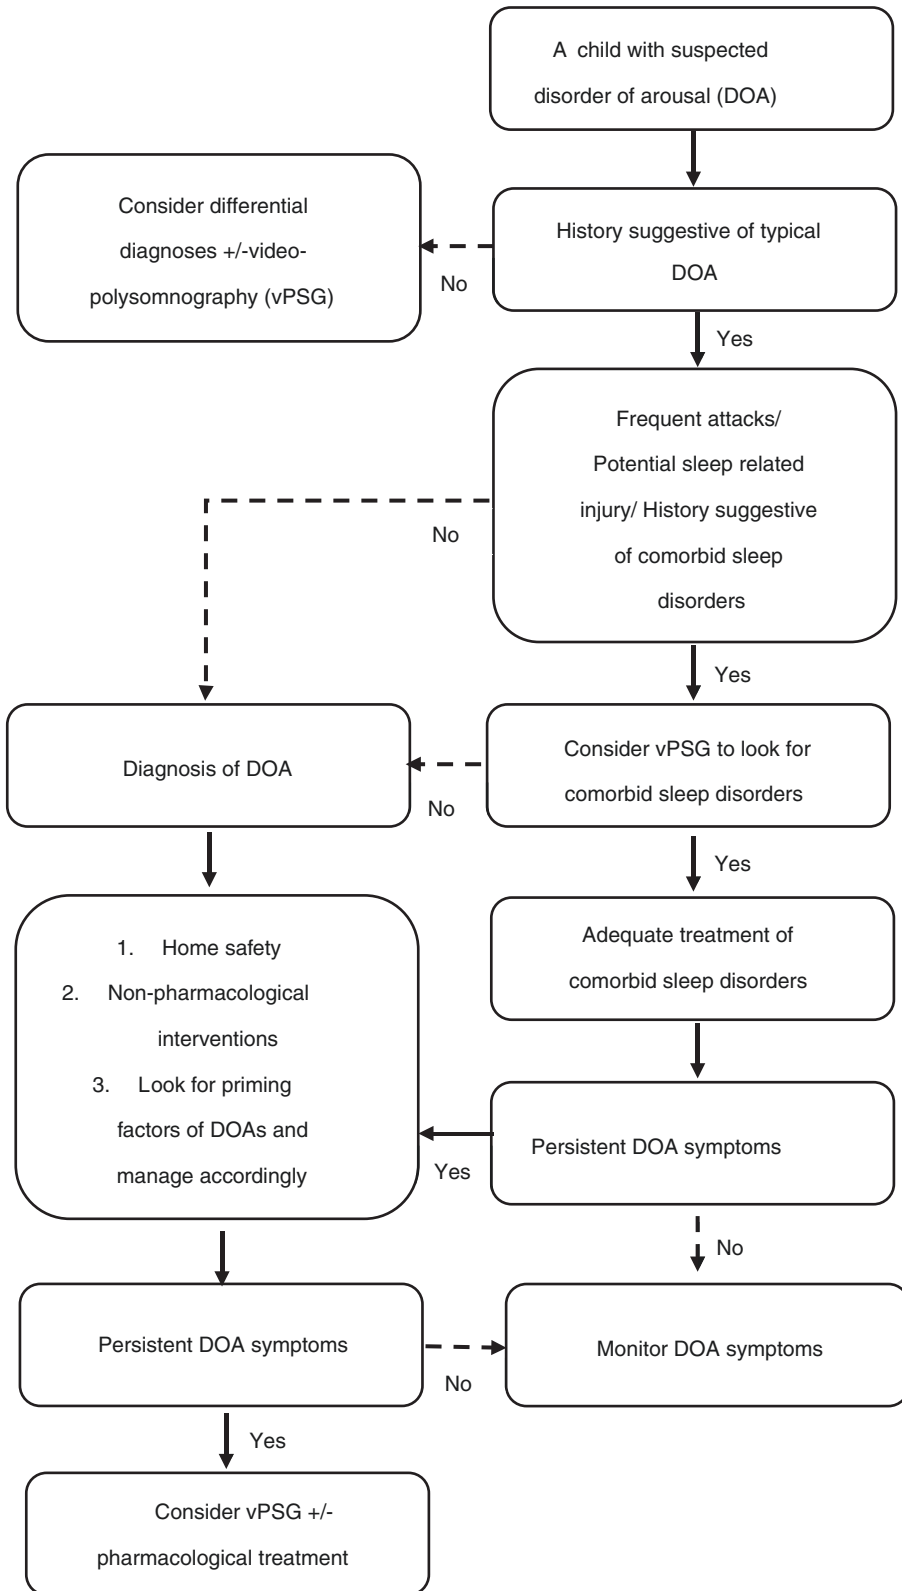 A child with suspected
disorder of arousal (DOA)
Consider differential
diagnoses +/-video-
polysomnography (vPSG)
No
History suggestive of typical
DOA
Yes
Frequent attacks/
Potential sleep related
injury/ History suggestive
of comorbid sleep
disorders
No
Yes
Diagnosis of DOA
No
Consider vPSG to look for
comorbid sleep disorders
Yes
Adequate treatment of
comorbid sleep disorders
1. Home safety
2. Non-pharmacological
interventions
3. Look for priming
factors of DOAs and
manage accordingly
Yes
Persistent DOA symptoms
No
Persistent DOA symptoms
No
Monitor DOA symptoms
Yes
Consider vPSG +/-
pharmacological treatment